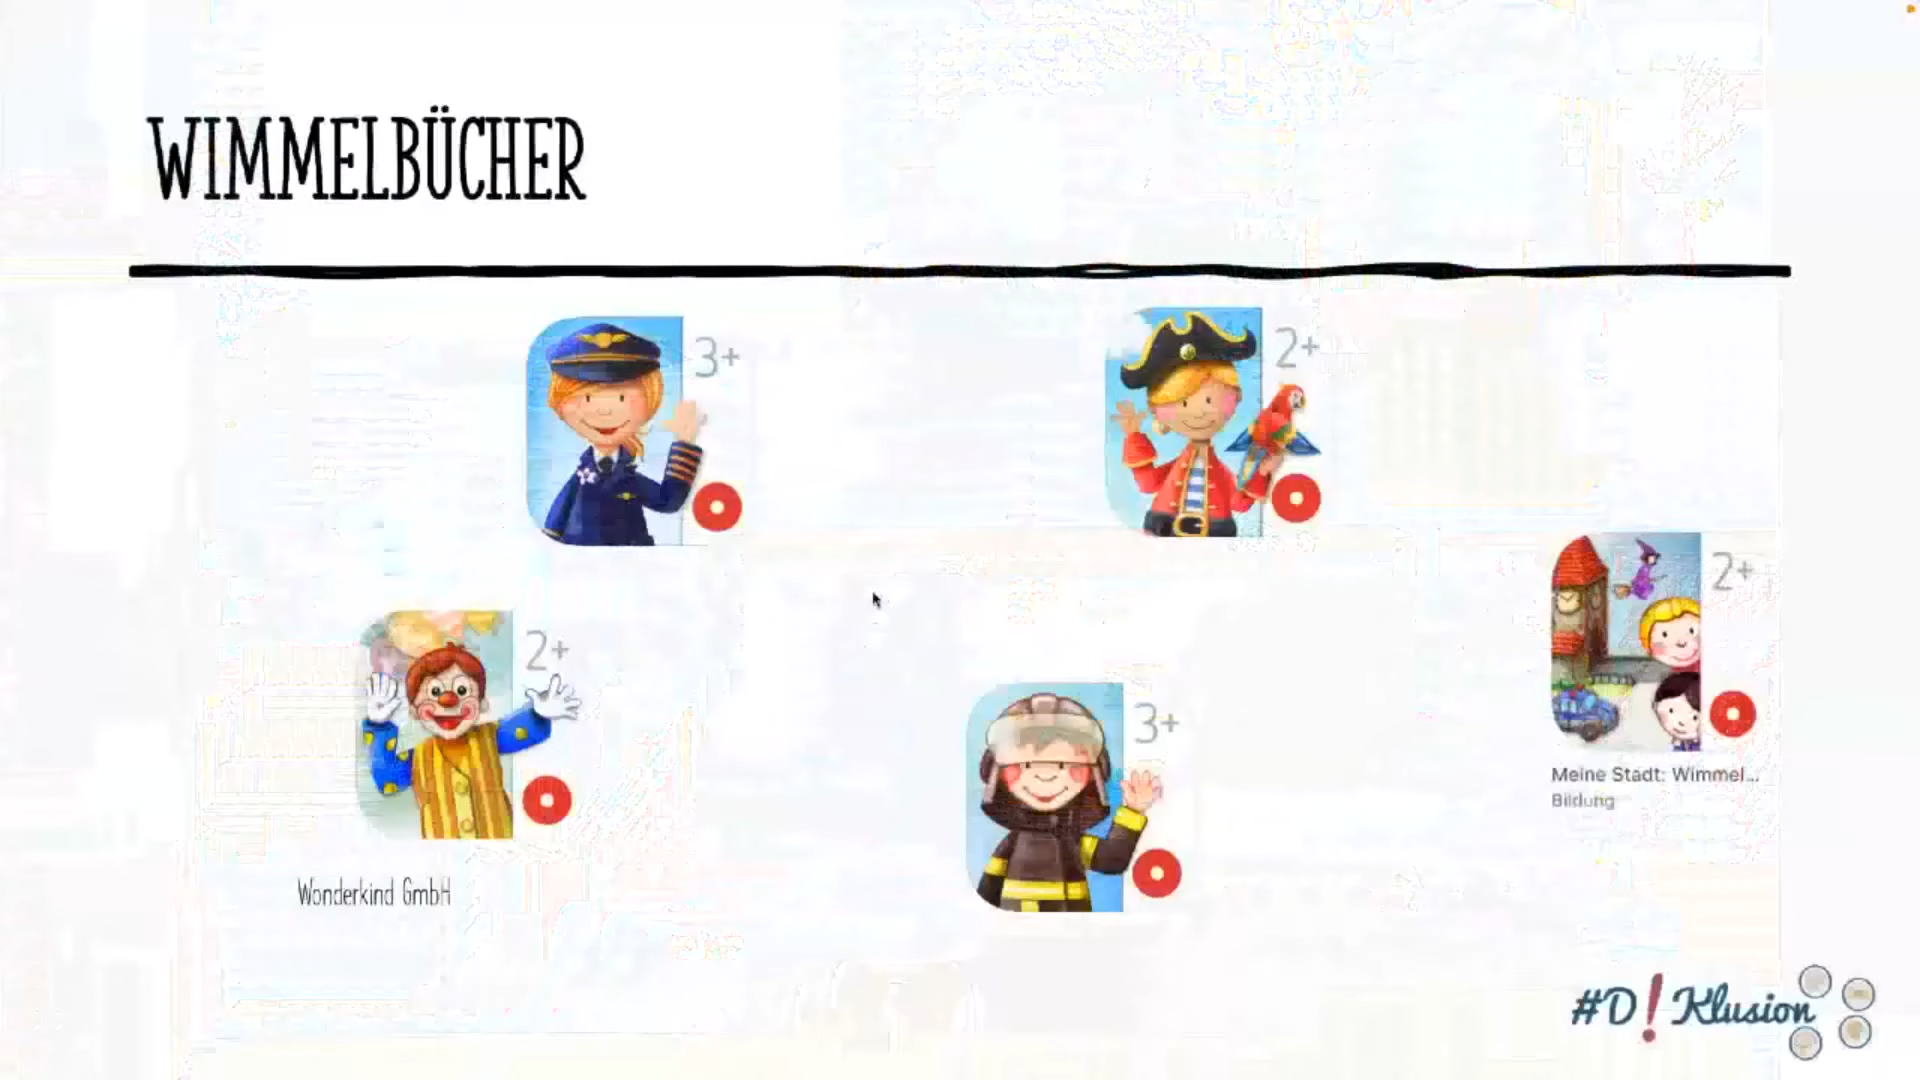 WIMMELBÜCHER
3+
2+
2+
2+
3+
Meine Stadt: Wimmel...
Bildung
Wonderkind GmbH
#D!Klusion